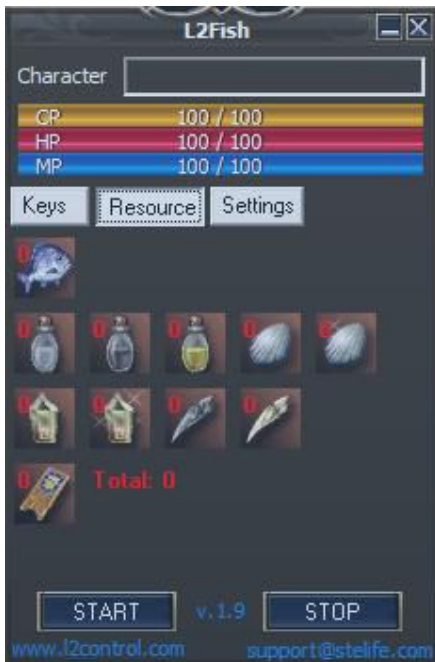 L2Fish
Character
CP 100 / 100
HP 100 / 100
MP 100 / 100
Keys Resource Settings
0
0 0 0 0 0
0 0 0 0
0 Total: 0
START v.1.9 STOP
www.l2control.com support@stelife.com